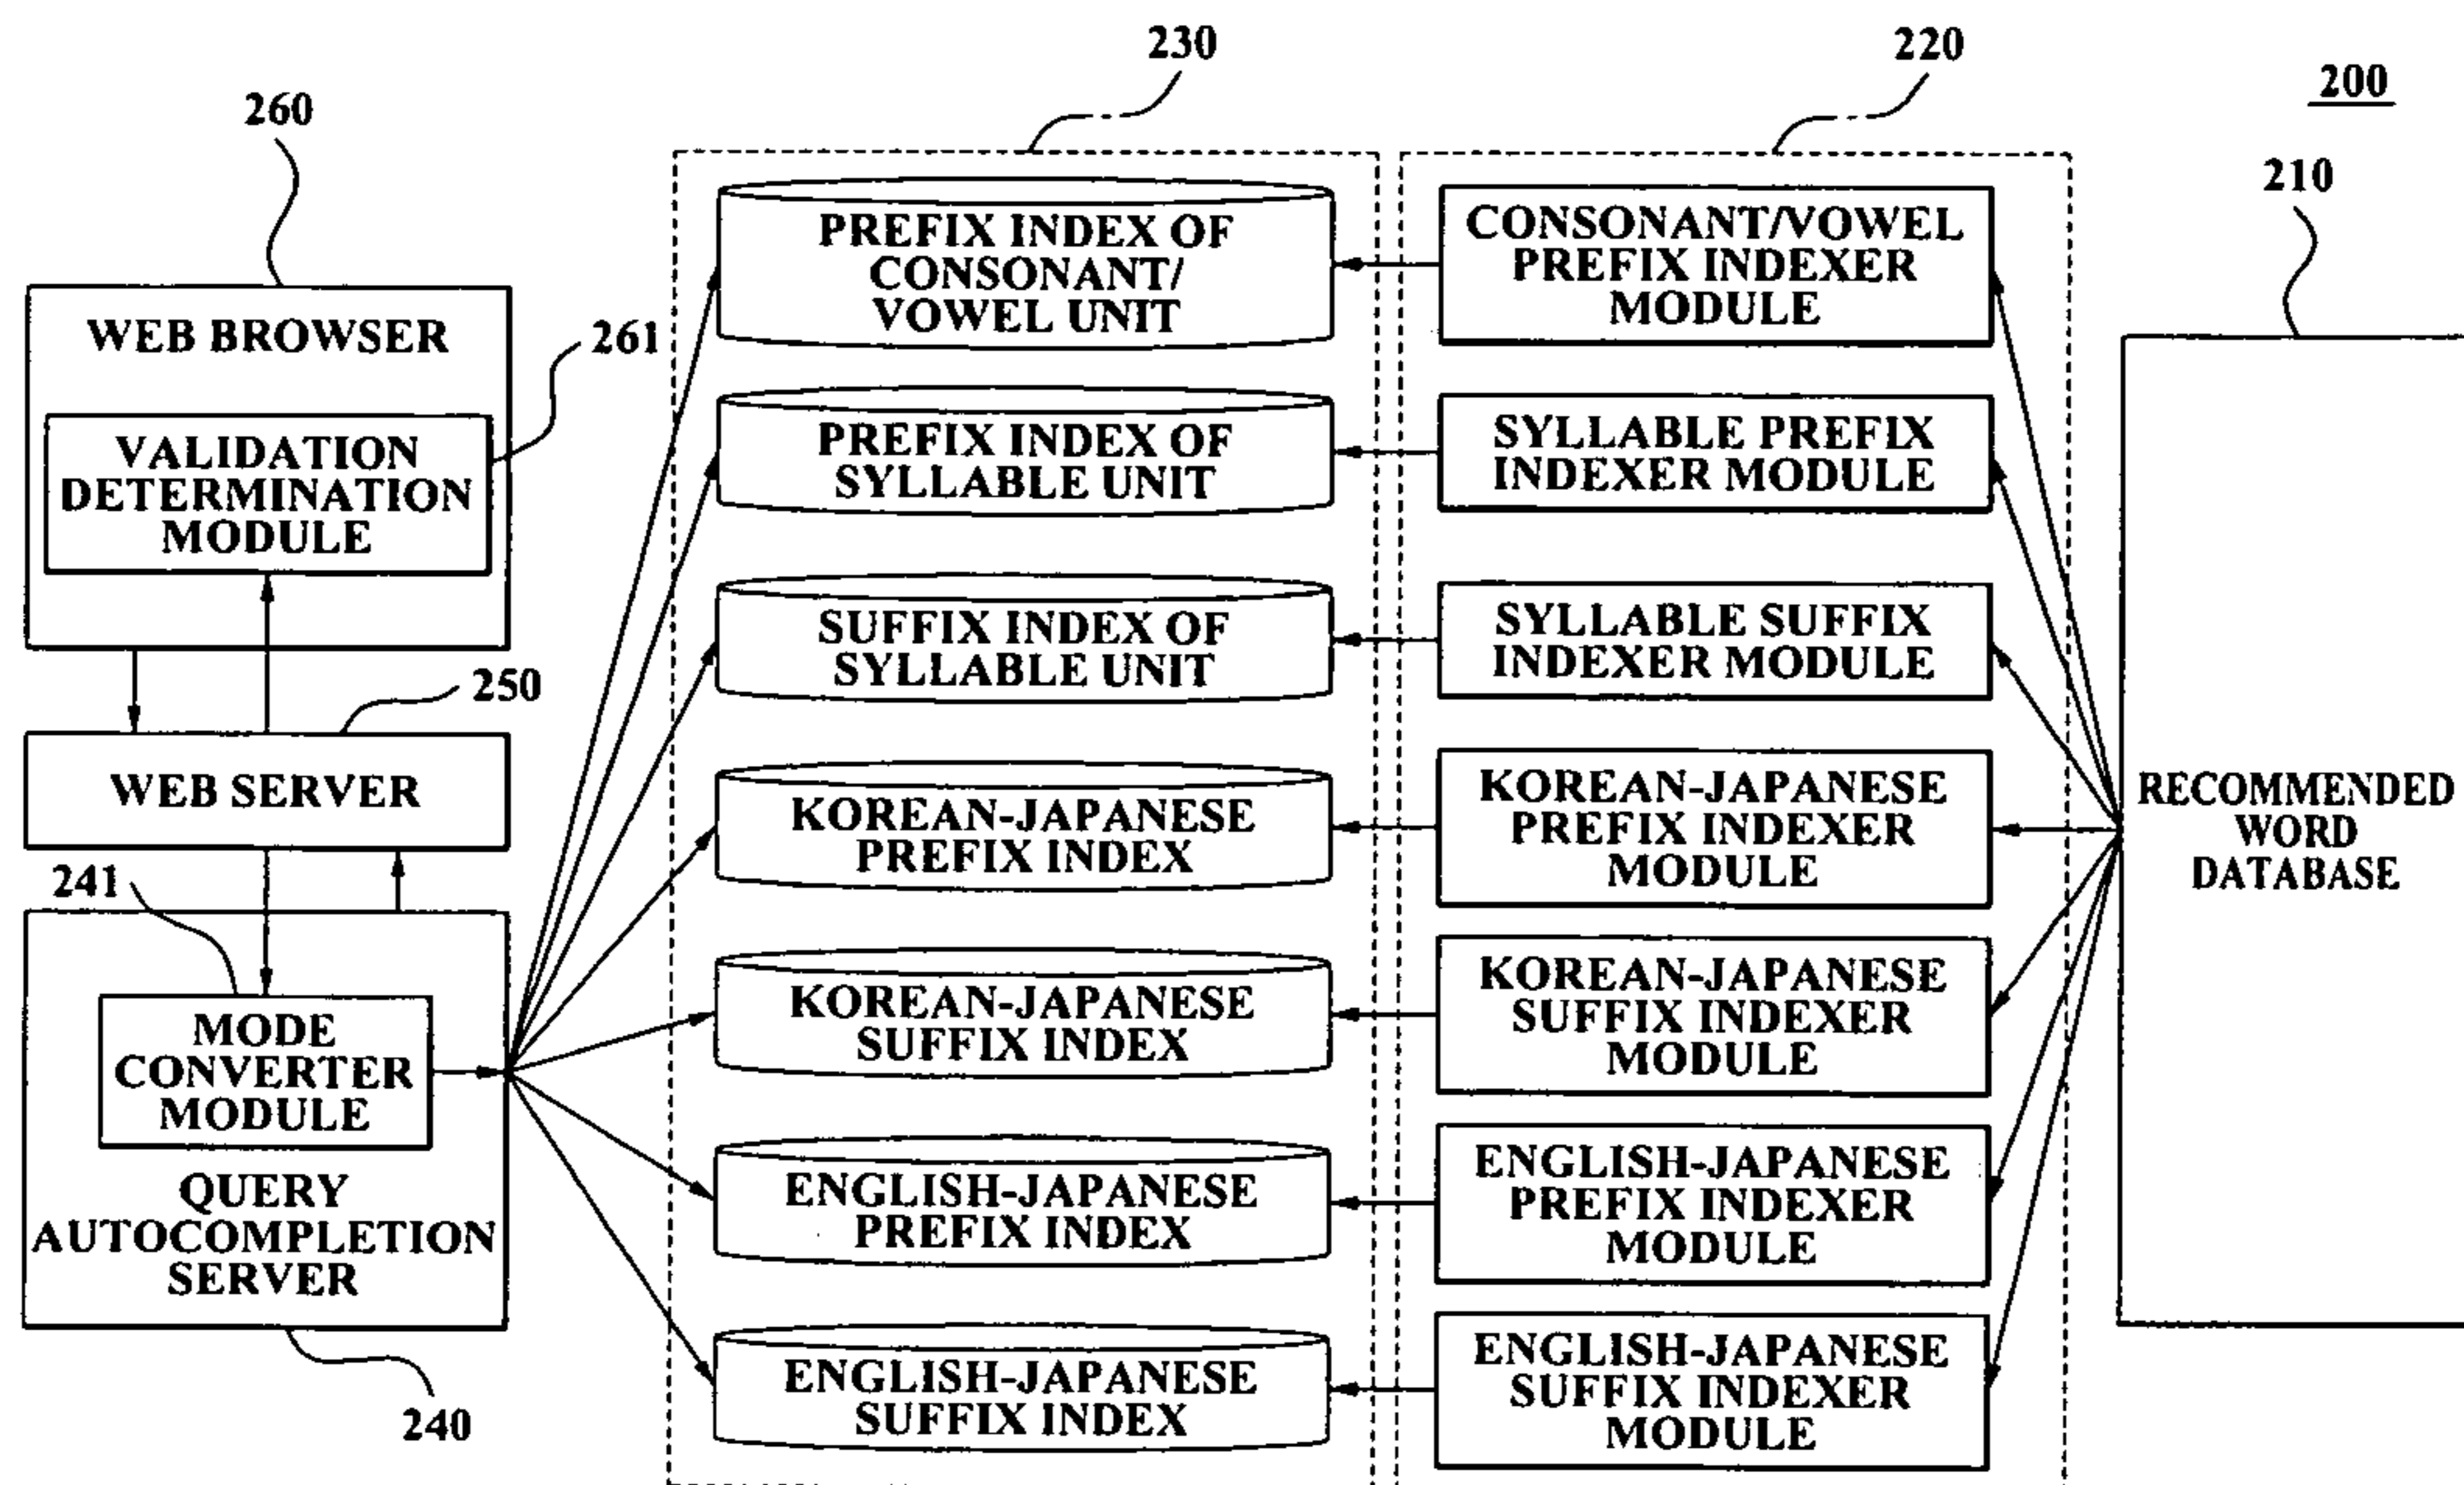 230
220
200
260
210
WEB BROWSER
261
VALIDATION
DETERMINATION
MODULE
250
WEB SERVER
241
MODE
CONVERTER
MODULE
QUERY
AUTOCOMPLETION
SERVER
240
PREFIX INDEX OF
CONSONANT/
VOWEL UNIT
PREFIX INDEX OF
SYLLABLE UNIT
SUFFIX INDEX OF
SYLLABLE UNIT
KOREAN-JAPANESE
PREFIX INDEX
KOREAN-JAPANESE
SUFFIX INDEX
ENGLISH-JAPANESE
PREFIX INDEX
ENGLISH-JAPANESE
SUFFIX INDEX
CONSONANT/VOWEL
PREFIX INDEXER
MODULE
SYLLABLE PREFIX
INDEXER MODULE
SYLLABLE SUFFIX
INDEXER MODULE
KOREAN-JAPANESE
PREFIX INDEXER
MODULE
KOREAN-JAPANESE
SUFFIX INDEXER
MODULE
ENGLISH-JAPANESE
PREFIX INDEXER
MODULE
ENGLISH-JAPANESE
SUFFIX INDEXER
MODULE
RECOMMENDED
WORD
DATABASE